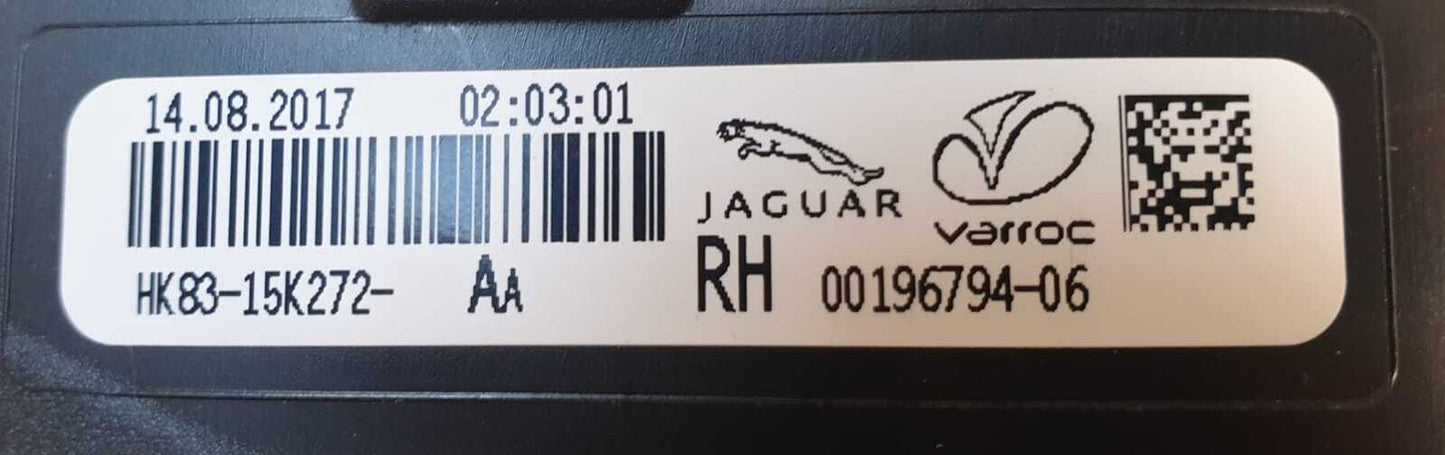 14.08.2017 02:03:01
JAGUAR
varroc
HK83-15K272- AA
RH 00196794-06